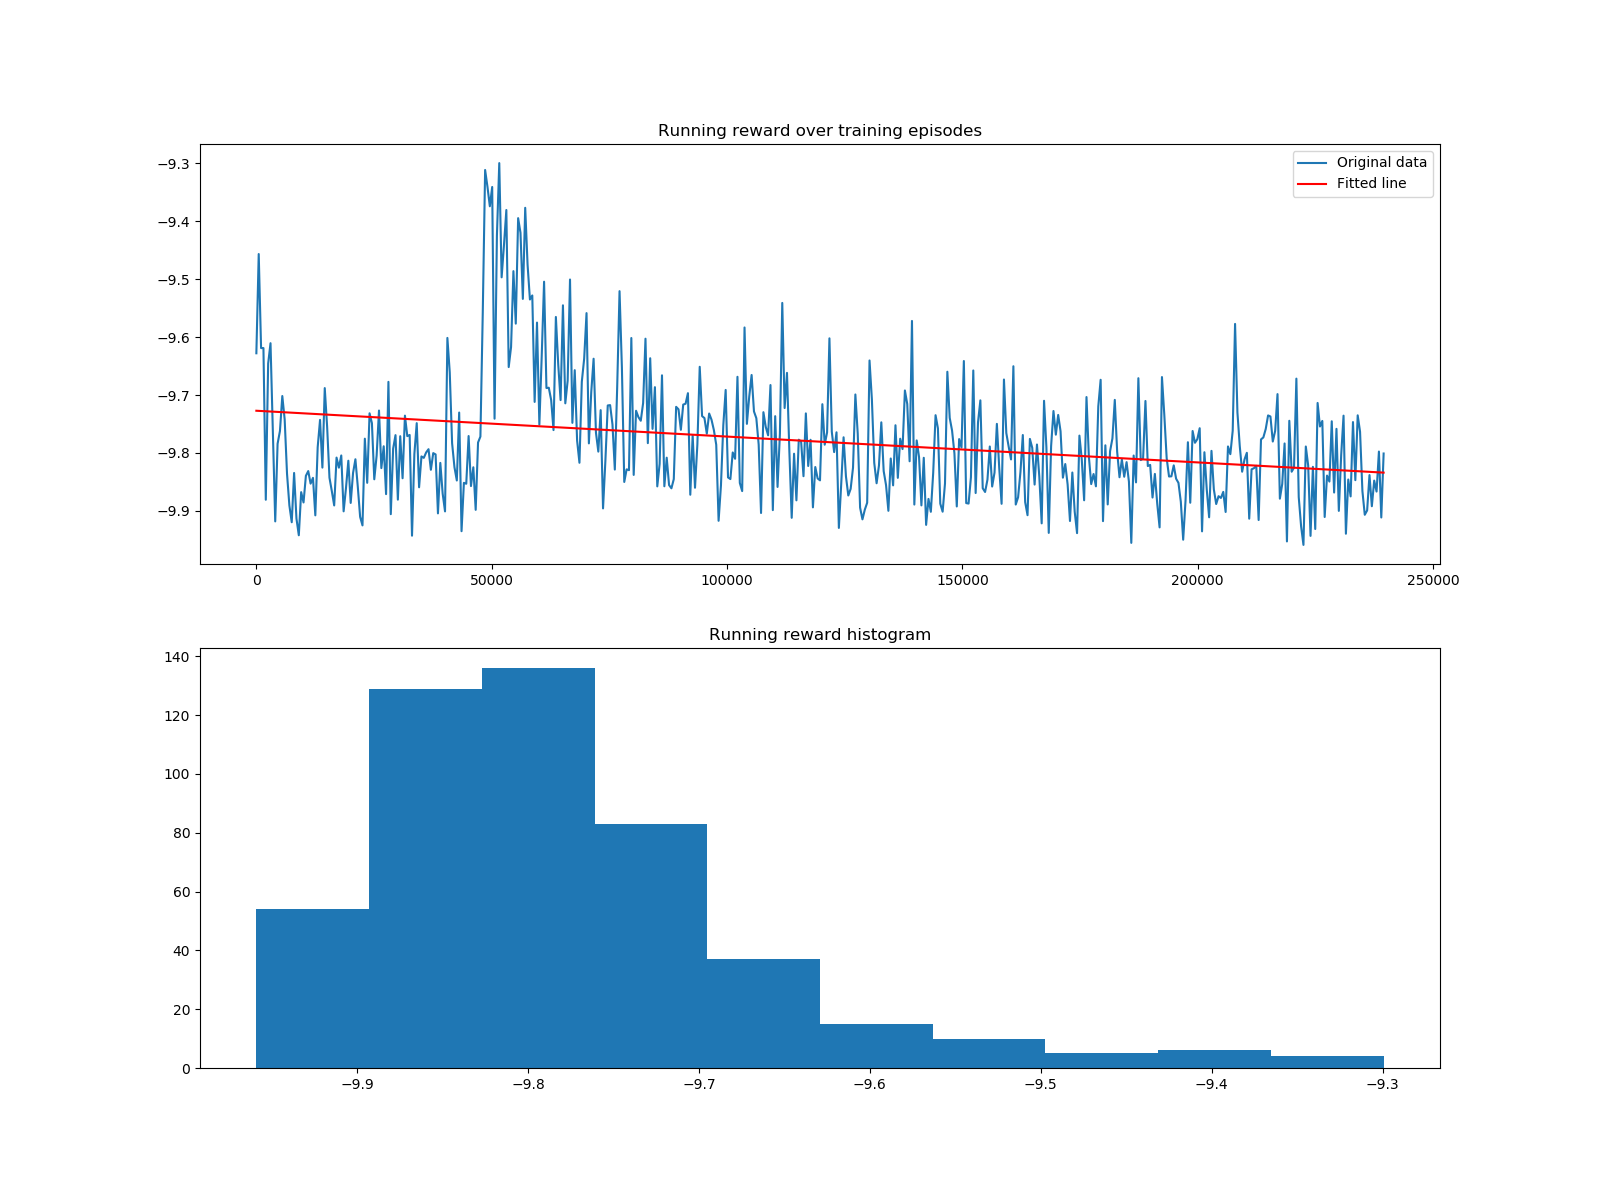 Running reward over training episodes
−9.3
−9.4
−9.5
−9.6
−9.7
−9.8
−9.9
Original data
Fitted line
0 50000 100000 150000 200000 250000
Running reward histogram
140
120
100
80
60
40
20
0
−9.9 −9.8 −9.7 −9.6 −9.5 −9.4 −9.3